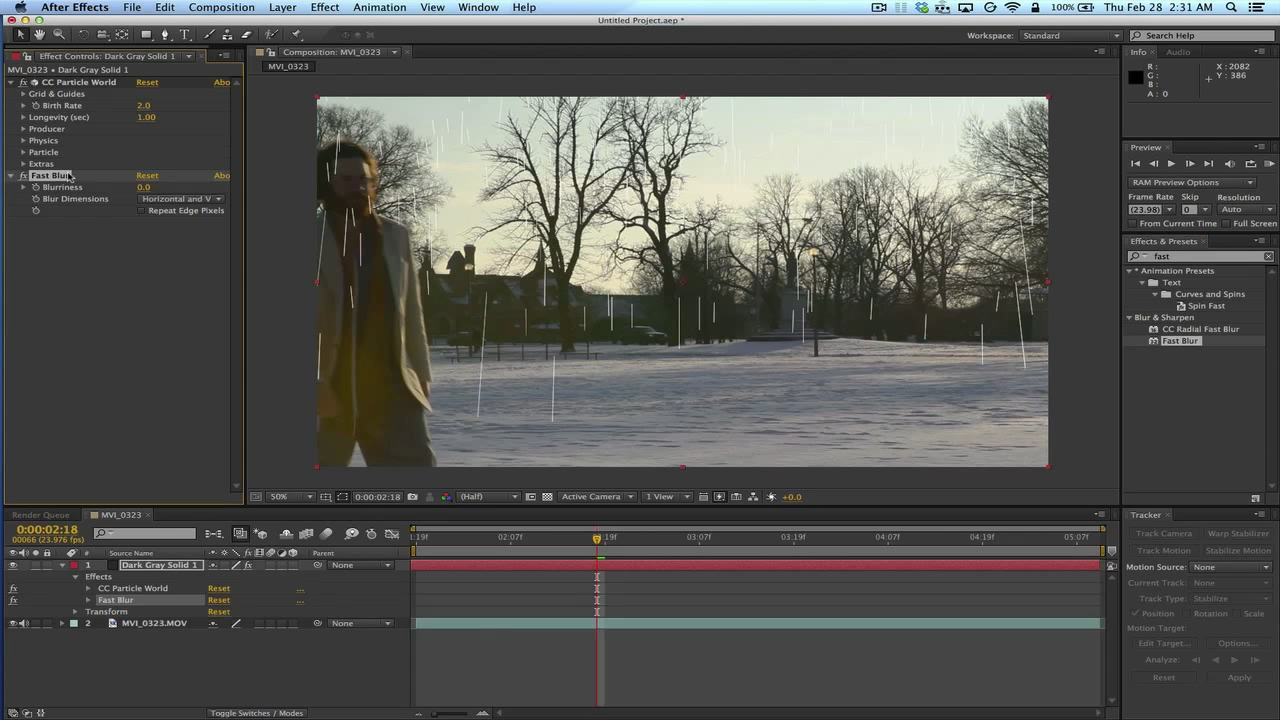 After Effects File Edit Composition Layer Effect Animation View Window Help 100% Thu Feb 28 2:31 AM
Untitled Project.aep *
Workspace: Standard Search Help
Effect Controls: Dark Gray Solid 1
MVI_0323 • Dark Gray Solid 1
fx CC Particle World Reset Abo
Grid & Guides
Birth Rate 2.0
Longevity (sec) 1.00
Producer
Physics
Particle
Extras
fx Fast Blur Reset Abo
Blurriness 0.0
Blur Dimensions Horizontal and V
Repeat Edge Pixels
Composition: MVI_0323
MVI_0323
50% 0:00:02:18 (Half) Active Camera 1 View +0.0
Info Audio
R: X: 2082
G: Y: 386
B:
A: 0
Preview
RAM Preview Options
Frame Rate Skip Resolution
(23.98) 0 Auto
From Current Time Full Screen
Effects & Presets
fast
* Animation Presets
Text
Curves and Spins
Spin Fast
Blur & Sharpen
CC Radial Fast Blur
Fast Blur
Render Queue MVI_0323
0:00:02:18
00066 (23.976 fps)
# Source Name Parent
1 Dark Gray Solid 1 None
Effects
fx CC Particle World Reset ...
fx Fast Blur Reset ...
Transform Reset
2 MVI_0323.MOV None
:19f 02:07f :19f 03:07f 03:19f 04:07f 04:19f 05:07f
Toggle Switches / Modes
Tracker
Track Camera Warp Stabilizer
Track Motion Stabilize Motion
Motion Source: None
Current Track: None
Track Type: Stabilize
Position Rotation Scale
Motion Target:
Edit Target... Options...
Analyze:
Reset Apply